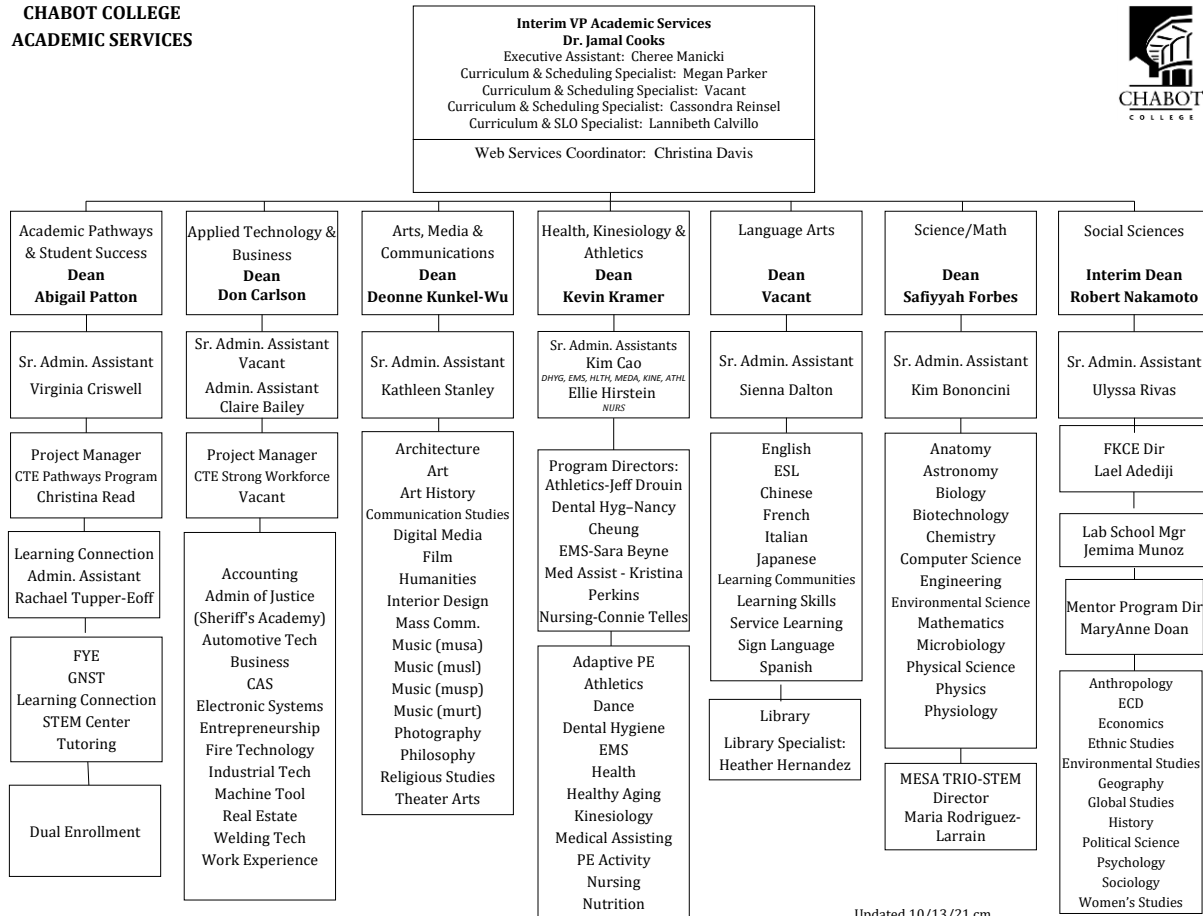 CHABOT COLLEGE
ACADEMIC SERVICES
Interim VP Academic Services
Dr. Jamal Cooks
Executive Assistant: Cheree Manicki
Curriculum & Scheduling Specialist: Megan Parker
Curriculum & Scheduling Specialist: Vacant
Curriculum & Scheduling Specialist: Cassondra Reinsel
Curriculum & SLO Specialist: Lannibeth Calvillo
Web Services Coordinator: Christina Davis
CHABOT
COLLEGE
Academic Pathways
& Student Success
Dean
Abigail Patton
Sr. Admin. Assistant
Virginia Criswell
Project Manager
CTE Pathways Program
Christina Read
Learning Connection
Admin. Assistant
Rachael Tupper-Eoff
FYE
GNST
Learning Connection
STEM Center
Tutoring
Dual Enrollment
Applied Technology &
Business
Dean
Don Carlson
Sr. Admin. Assistant
Vacant
Admin. Assistant
Claire Bailey
Project Manager
CTE Strong Workforce
Vacant
Accounting
Admin of Justice
(Sheriff's Academy)
Automotive Tech
Business
CAS
Electronic Systems
Entrepreneurship
Fire Technology
Industrial Tech
Machine Tool
Real Estate
Welding Tech
Work Experience
Arts, Media &
Communications
Dean
Deonne Kunkel-Wu
Sr. Admin. Assistant
Kathleen Stanley
Architecture
Art
Art History
Communication Studies
Digital Media
Film
Humanities
Interior Design
Mass Comm.
Music (musa)
Music (musl)
Music (musp)
Music (murt)
Photography
Philosophy
Religious Studies
Theater Arts
Health, Kinesiology &
Athletics
Dean
Kevin Kramer
Sr. Admin. Assistants
Kim Cao
DHYG, EMS, HLTH, MEDA, KINE, ATHL
Ellie Hirstein
NURS
Program Directors:
Athletics-Jeff Drouin
Dental Hyg–Nancy
Cheung
EMS-Sara Beyne
Med Assist - Kristina
Perkins
Nursing-Connie Telles
Adaptive PE
Athletics
Dance
Dental Hygiene
EMS
Health
Healthy Aging
Kinesiology
Medical Assisting
PE Activity
Nursing
Nutrition
Language Arts
Dean
Vacant
Sr. Admin. Assistant
Sienna Dalton
English
ESL
Chinese
French
Italian
Japanese
Learning Communities
Learning Skills
Service Learning
Sign Language
Spanish
Library
Library Specialist:
Heather Hernandez
Science/Math
Dean
Safiyyah Forbes
Sr. Admin. Assistant
Kim Bononcini
Anatomy
Astronomy
Biology
Biotechnology
Chemistry
Computer Science
Engineering
Environmental Science
Mathematics
Microbiology
Physical Science
Physics
Physiology
MESA TRIO-STEM
Director
Maria Rodriguez-
Larrain
Social Sciences
Interim Dean
Robert Nakamoto
Sr. Admin. Assistant
Ulyssa Rivas
FKCE Dir
Lael Adediji
Lab School Mgr
Jemima Munoz
Mentor Program Dir
MaryAnne Doan
Anthropology
ECD
Economics
Ethnic Studies
Environmental Studies
Geography
Global Studies
History
Political Science
Psychology
Sociology
Women's Studies
Updated 10/13/21 cm